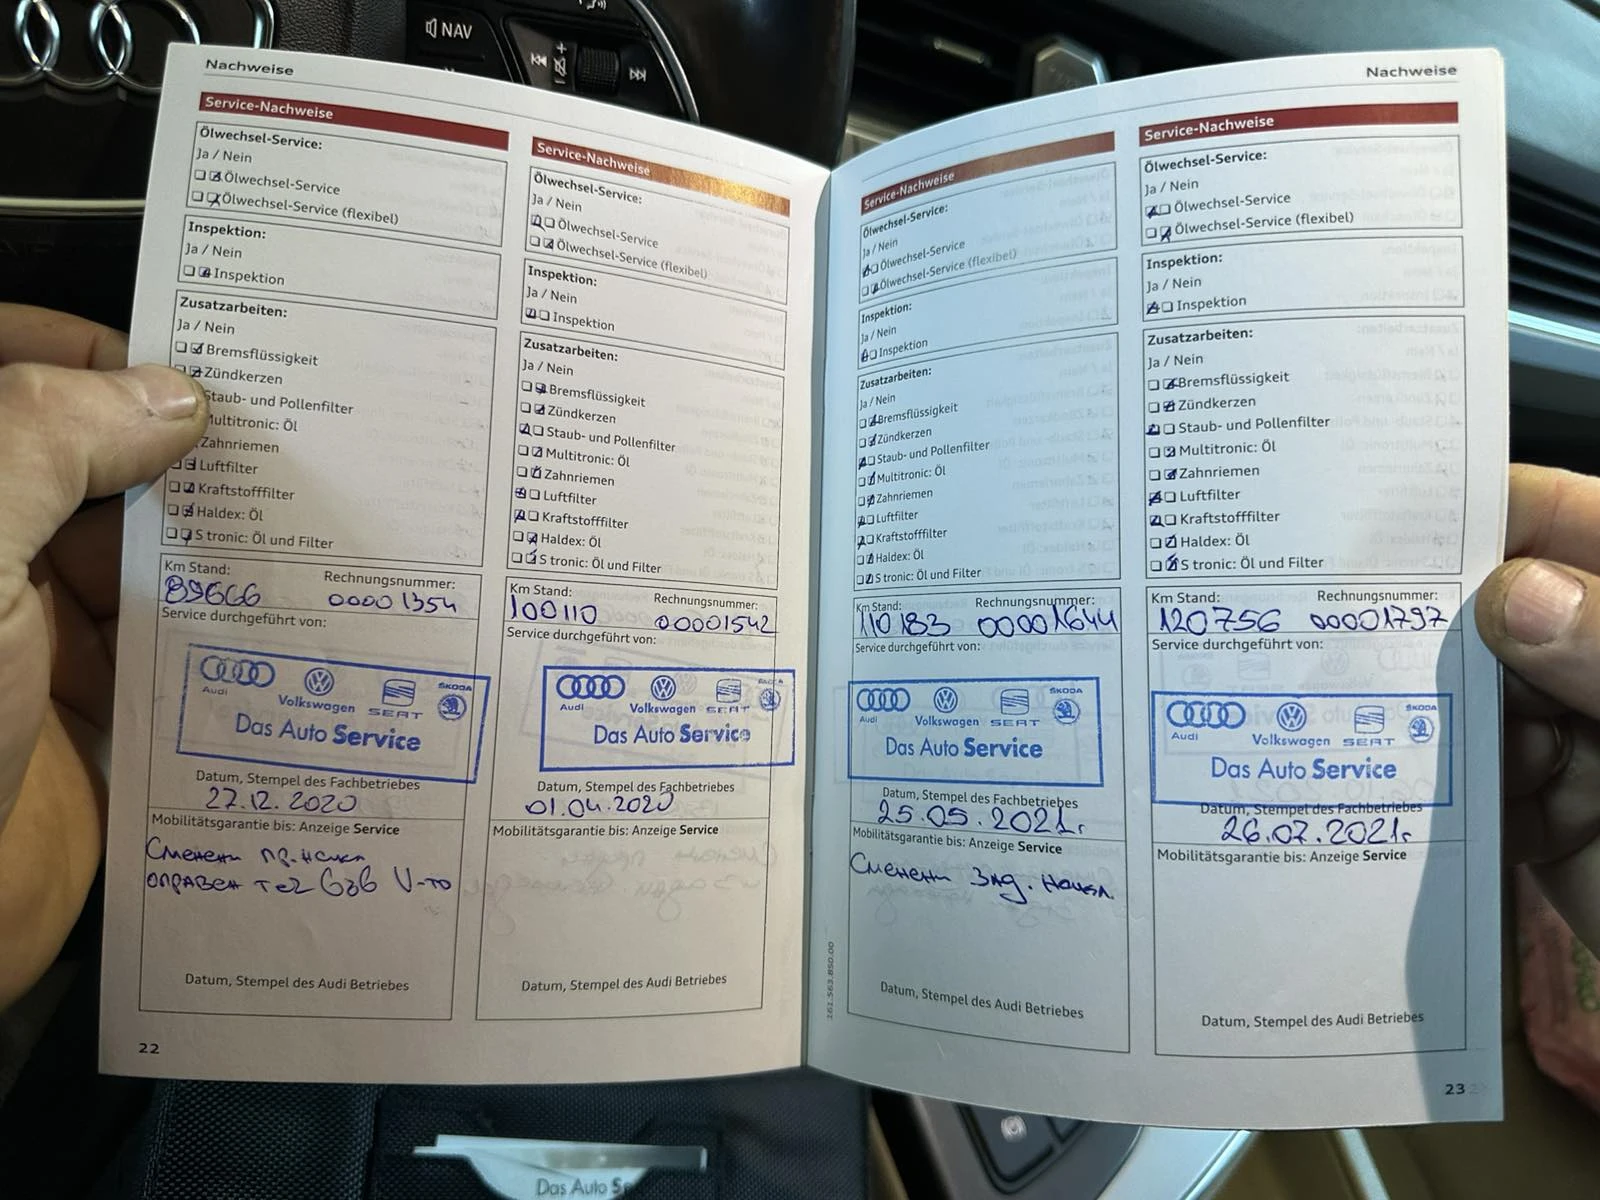 NAV
Nachweise
Service-Nachweise
Ölwechsel-Service:
Ja / Nein
Ölwechsel-Service
Ölwechsel-Service (flexibel)
Inspektion:
Ja / Nein
Inspektion
Zusatzarbeiten:
Ja / Nein
Bremsflüssigkeit
Zündkerzen
Staub- und Pollenfilter
Multitronic: Öl
Zahnriemen
Luftfilter
Kraftstofffilter
Haldex: Öl
S tronic: Öl und Filter
Km Stand: Rechnungsnummer:
89666 00001354
Service durchgeführt von:
Audi Volkswagen SEAT ŠKODA
Das Auto Service
Datum, Stempel des Fachbetriebes
27.12.2020
Mobilitätsgarantie bis: Anzeige Service
Сменени пр. накл
оправен теч V-то
Datum, Stempel des Audi Betriebes
22
Service-Nachweise
Ölwechsel-Service:
Ja / Nein
Ölwechsel-Service
Ölwechsel-Service (flexibel)
Inspektion:
Ja / Nein
Inspektion
Zusatzarbeiten:
Ja / Nein
Bremsflüssigkeit
Zündkerzen
Staub- und Pollenfilter
Multitronic: Öl
Zahnriemen
Luftfilter
Kraftstofffilter
Haldex: Öl
S tronic: Öl und Filter
Km Stand: Rechnungsnummer:
100110 00001542
Service durchgeführt von:
Audi Volkswagen SEAT
Das Auto Service
Datum, Stempel des Fachbetriebes
01.04.2020
Mobilitätsgarantie bis: Anzeige Service
Datum, Stempel des Audi Betriebes
Nachweise
Service-Nachweise
Ölwechsel-Service:
Ja / Nein
Ölwechsel-Service
Ölwechsel-Service (flexibel)
Inspektion:
Ja / Nein
Inspektion
Zusatzarbeiten:
Ja / Nein
Bremsflüssigkeit
Zündkerzen
Staub- und Pollenfilter
Multitronic: Öl
Zahnriemen
Luftfilter
Kraftstofffilter
Haldex: Öl
S tronic: Öl und Filter
Km Stand: Rechnungsnummer:
110183 00001644
Service durchgeführt von:
Audi Volkswagen SEAT ŠKODA
Das Auto Service
Datum, Stempel des Fachbetriebes
25.05.2021г
Mobilitätsgarantie bis: Anzeige Service
Сменени зад. накл.
Datum, Stempel des Audi Betriebes
161.563.850.00
Service-Nachweise
Ölwechsel-Service:
Ja / Nein
Ölwechsel-Service
Ölwechsel-Service (flexibel)
Inspektion:
Ja / Nein
Inspektion
Zusatzarbeiten:
Ja / Nein
Bremsflüssigkeit
Zündkerzen
Staub- und Pollenfilter
Multitronic: Öl
Zahnriemen
Luftfilter
Kraftstofffilter
Haldex: Öl
S tronic: Öl und Filter
Km Stand: Rechnungsnummer:
120756 00001797
Service durchgeführt von:
Audi Volkswagen SEAT ŠKODA
Das Auto Service
Datum, Stempel des Fachbetriebes
26.07.2021г
Mobilitätsgarantie bis: Anzeige Service
Datum, Stempel des Audi Betriebes
23
Das Auto